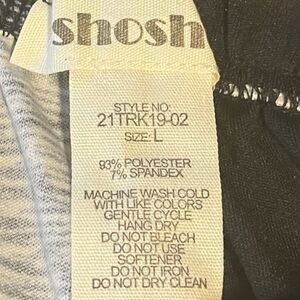 shosh
STYLE NO:
21TRK19-02
SIZE: L
93% POLYESTER
7% SPANDEX
MACHINE WASH COLD
WITH LIKE COLORS
GENTLE CYCLE
HANG DRY
DO NOT BLEACH
DO NOT USE
SOFTENER
DO NOT IRON
DO NOT DRY CLEAN